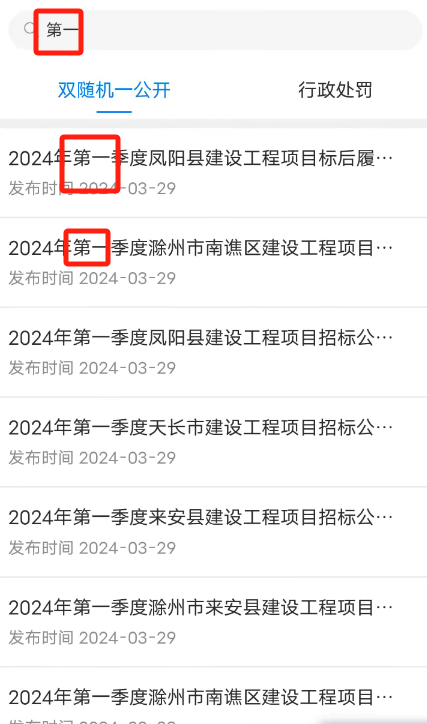 第一
双随机一公开 行政处罚
2024年第一季度凤阳县建设工程项目标后履…
发布时间 2024-03-29
2024年第一季度滁州市南谯区建设工程项目…
发布时间 2024-03-29
2024年第一季度凤阳县建设工程项目招标公…
发布时间 2024-03-29
2024年第一季度天长市建设工程项目招标公…
发布时间 2024-03-29
2024年第一季度来安县建设工程项目招标公…
发布时间 2024-03-29
2024年第一季度滁州市来安县建设工程项目…
发布时间 2024-03-29
2024年第一季度滁州市南谯区建设工程项目…